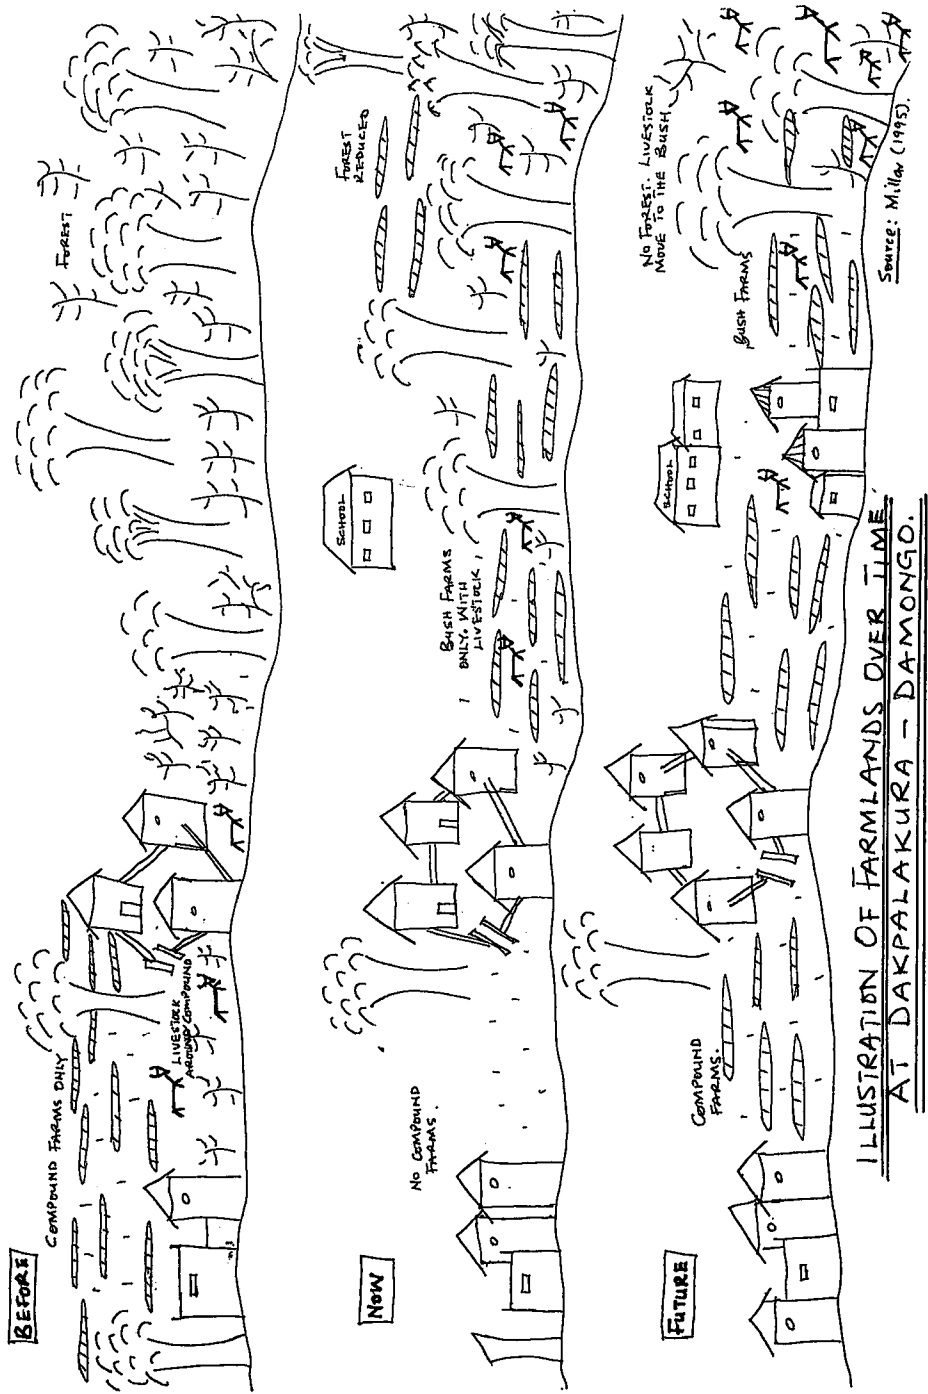 BEFORE
COMPOUND FARMS ONLY
LIVESTOCK
AROUND COMPOUND
FOREST
NOW
NO COMPOUND
FARMS.
BUSH FARMS
ONLY. WITH
LIVESTOCK,
SCHOOL
FOREST
REDUCED
FUTURE
COMPOUND
FARMS.
SCHOOL
BUSH FARMS
NO FOREST. LIVESTOCK
MOVE TO THE BUSH,
ILLUSTRATION OF FARMLANDS OVER TIME
AT DAKPALAKURA - DAMONGO.
Source: Millar (1995).